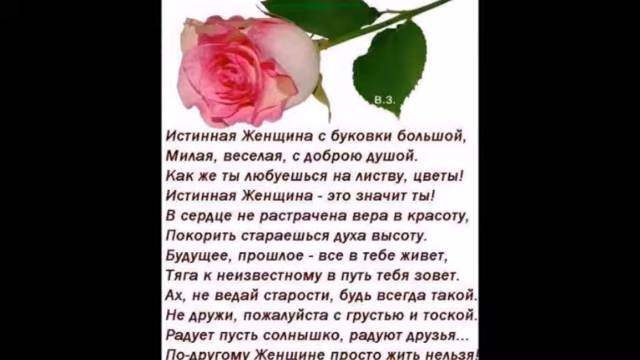 В.З.
Истинная Женщина с буковки большой,
Милая, веселая, с доброю душой.
Как же ты любуешься на листву, цветы!
Истинная Женщина - это значит ты!
В сердце не растрачена вера в красоту,
Покорить стараешься духа высоту.
Будущее, прошлое - все в тебе живет,
Тяга к неизвестному в путь тебя зовет.
Ах, не ведай старости, будь всегда такой.
Не дружи, пожалуйста с грустью и тоской.
Радует пусть солнышко, радуют друзья...
По-другому Женщине просто жить нельзя!